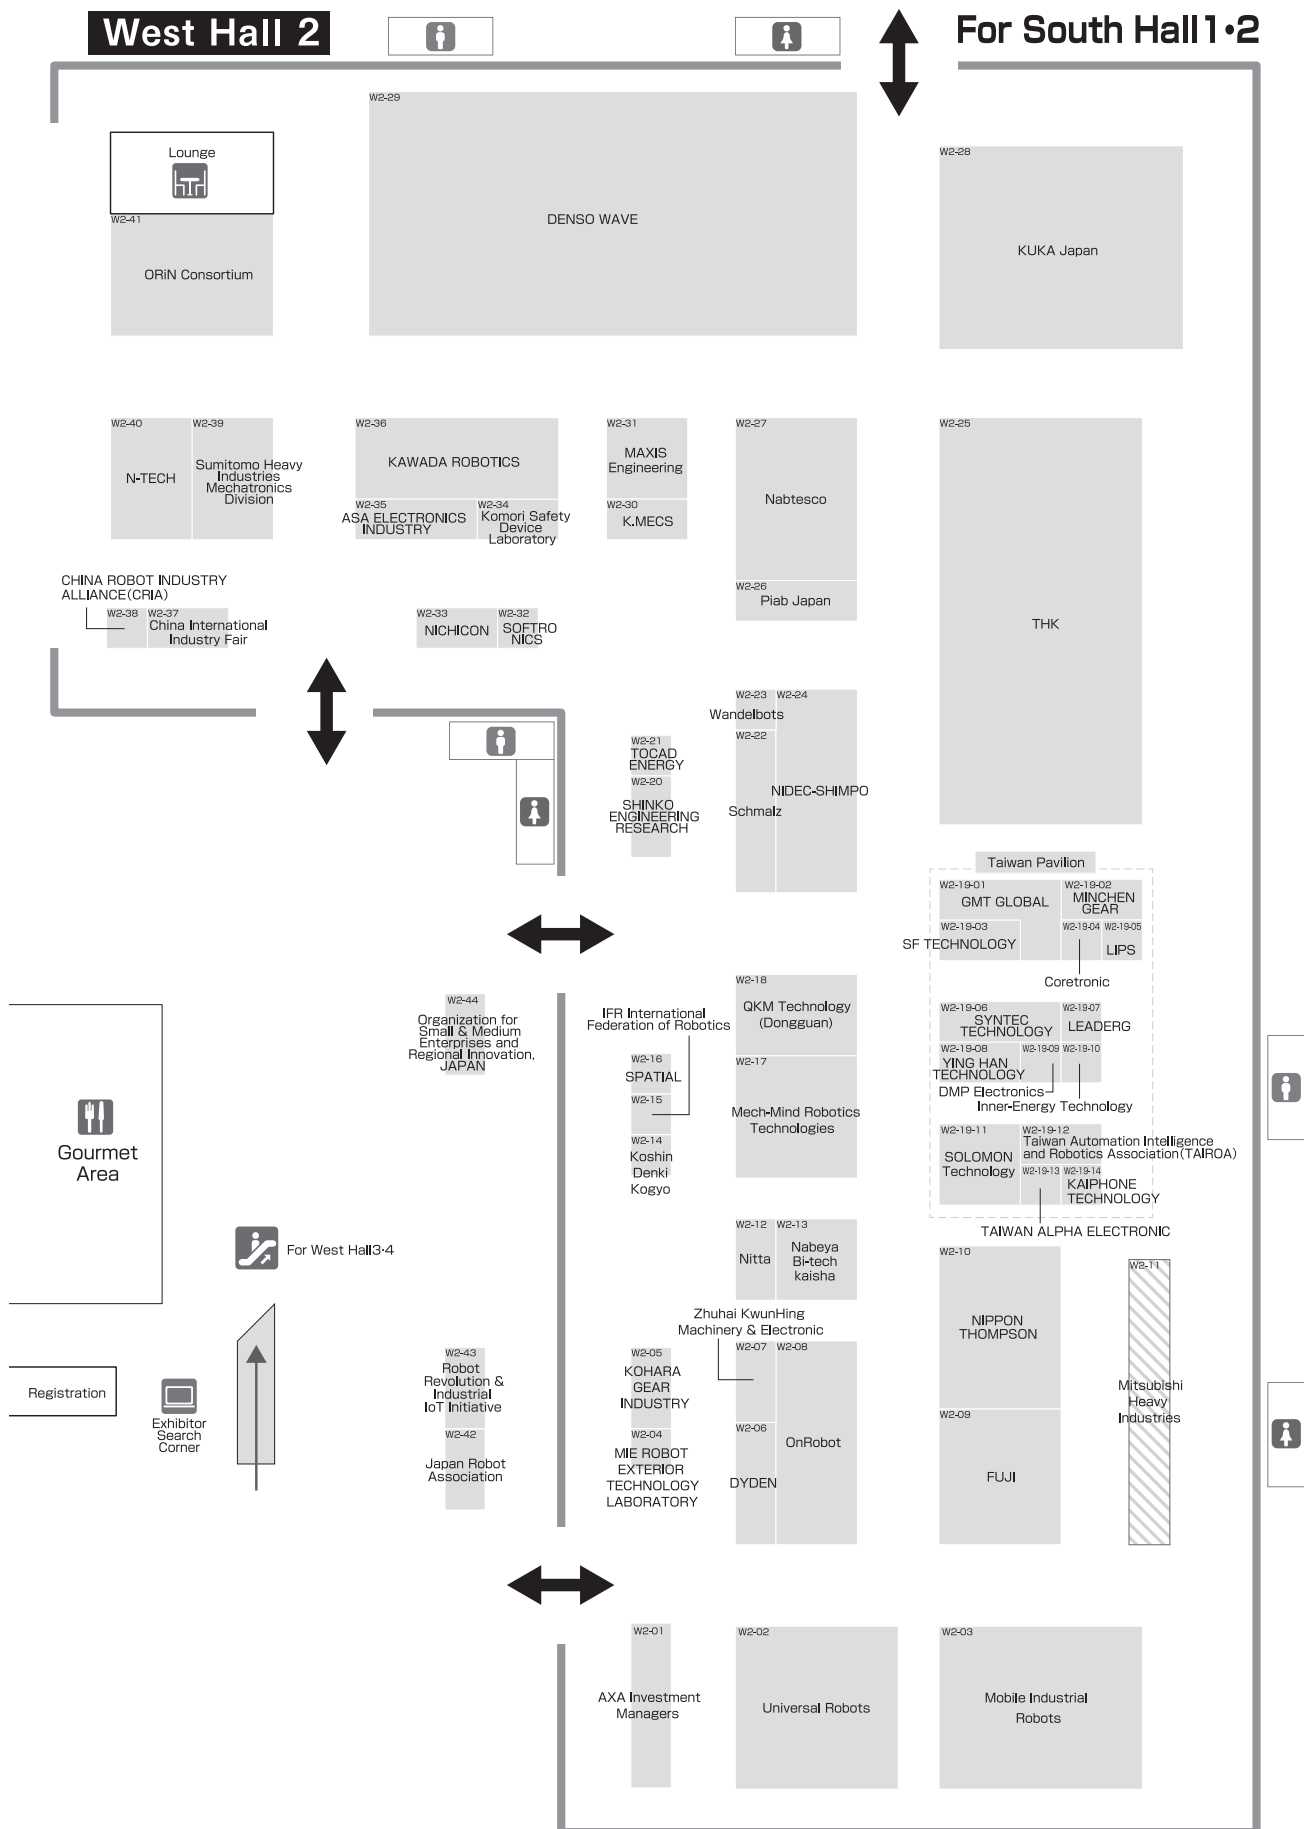 West Hall 2
For South Hall 1・2
W2-29
DENSO WAVE
Lounge
W2-41
ORiN Consortium
W2-28
KUKA Japan
W2-40
N-TECH
W2-39
Sumitomo Heavy
Industries
Mechatronics
Division
W2-36
KAWADA ROBOTICS
W2-35
ASA ELECTRONICS
INDUSTRY
W2-34
Komori Safety
Device
Laboratory
W2-31
MAXIS
Engineering
W2-30
K.MECS
W2-27
Nabtesco
W2-26
Piab Japan
W2-25
THK
CHINA ROBOT INDUSTRY
ALLIANCE(CRIA)
W2-38
W2-37
China International
Industry Fair
W2-33
NICHICON
W2-32
SOFTRO
NICS
W2-23
Wandelbots
W2-24
NIDEC-SHIMPO
W2-22
Schmalz
W2-21
TOCAD
ENERGY
W2-20
SHINKO
ENGINEERING
RESEARCH
Taiwan Pavilion
W2-19-01
GMT GLOBAL
W2-19-02
MINCHEN
GEAR
W2-19-03
SF TECHNOLOGY
W2-19-04
W2-19-05
LIPS
Coretronic
W2-19-06
SYNTEC
TECHNOLOGY
W2-19-07
LEADERG
W2-19-08
YING HAN
TECHNOLOGY
W2-19-09
W2-19-10
DMP Electronics
Inner-Energy Technology
W2-19-11
SOLOMON
Technology
W2-19-12
Taiwan Automation Intelligence
and Robotics Association(TAIROA)
W2-19-13
W2-19-14
KAIPHONE
TECHNOLOGY
TAIWAN ALPHA ELECTRONIC
W2-18
QKM Technology
(Dongguan)
W2-17
Mech-Mind Robotics
Technologies
IFR International
Federation of Robotics
W2-16
SPATIAL
W2-15
W2-14
Koshin
Denki
Kogyo
W2-44
Organization for
Small & Medium
Enterprises and
Regional Innovation,
JAPAN
Gourmet
Area
For West Hall3・4
Registration
Exhibitor
Search
Corner
W2-12
Nitta
W2-13
Nabeya
Bi-tech
kaisha
Zhuhai KwunHing
Machinery & Electronic
W2-07
W2-08
OnRobot
W2-06
DYDEN
W2-05
KOHARA
GEAR
INDUSTRY
W2-04
MIE ROBOT
EXTERIOR
TECHNOLOGY
LABORATORY
W2-43
Robot
Revolution &
Industrial
IoT Initiative
W2-42
Japan Robot
Association
W2-10
NIPPON
THOMPSON
W2-09
FUJI
W2-11
Mitsubishi
Heavy
Industries
W2-01
AXA Investment
Managers
W2-02
Universal Robots
W2-03
Mobile Industrial
Robots